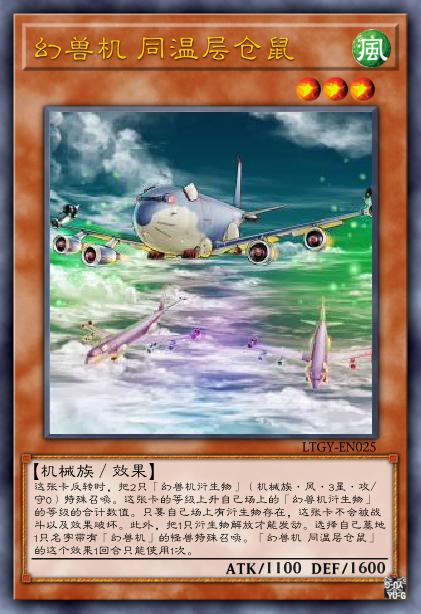 幻兽机 同温层仓鼠
風
LTGY-EN025
【机械族/效果】
这张卡反转时,把2只「幻兽机衍生物」(机械族·风·3星·攻/
守0)特殊召唤。这张卡的等级上升自己场上的「幻兽机衍生物」
的等级的合计数值。只要自己场上有衍生物存在,这张卡不会被战
斗以及效果破坏。此外,把1只衍生物解放才能发动。选择自己墓地
1只名字带有「幻兽机」的怪兽特殊召唤。「幻兽机 同温层仓鼠」
的这个效果1回合只能使用1次。
ATK/1100 DEF/1600